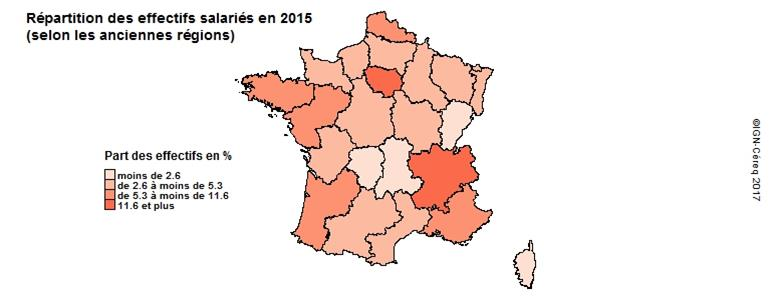 Répartition des effectifs salariés en 2015
(selon les anciennes régions)
Part des effectifs en %
moins de 2.6
de 2.6 à moins de 5.3
de 5.3 à moins de 11.6
11.6 et plus
©IGN-Céreq 2017